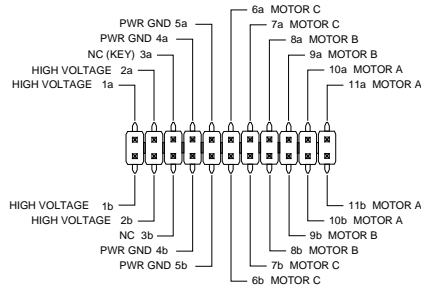 6a MOTOR C
PWR GND 5a
7a MOTOR C
PWR GND 4a
8a MOTOR B
NC (KEY) 3a
9a MOTOR B
HIGH VOLTAGE 2a
10a MOTOR A
HIGH VOLTAGE 1a
11a MOTOR A
HIGH VOLTAGE 1b
11b MOTOR A
HIGH VOLTAGE 2b
10b MOTOR A
NC 3b
9b MOTOR B
PWR GND 4b
8b MOTOR B
PWR GND 5b
7b MOTOR C
6b MOTOR C